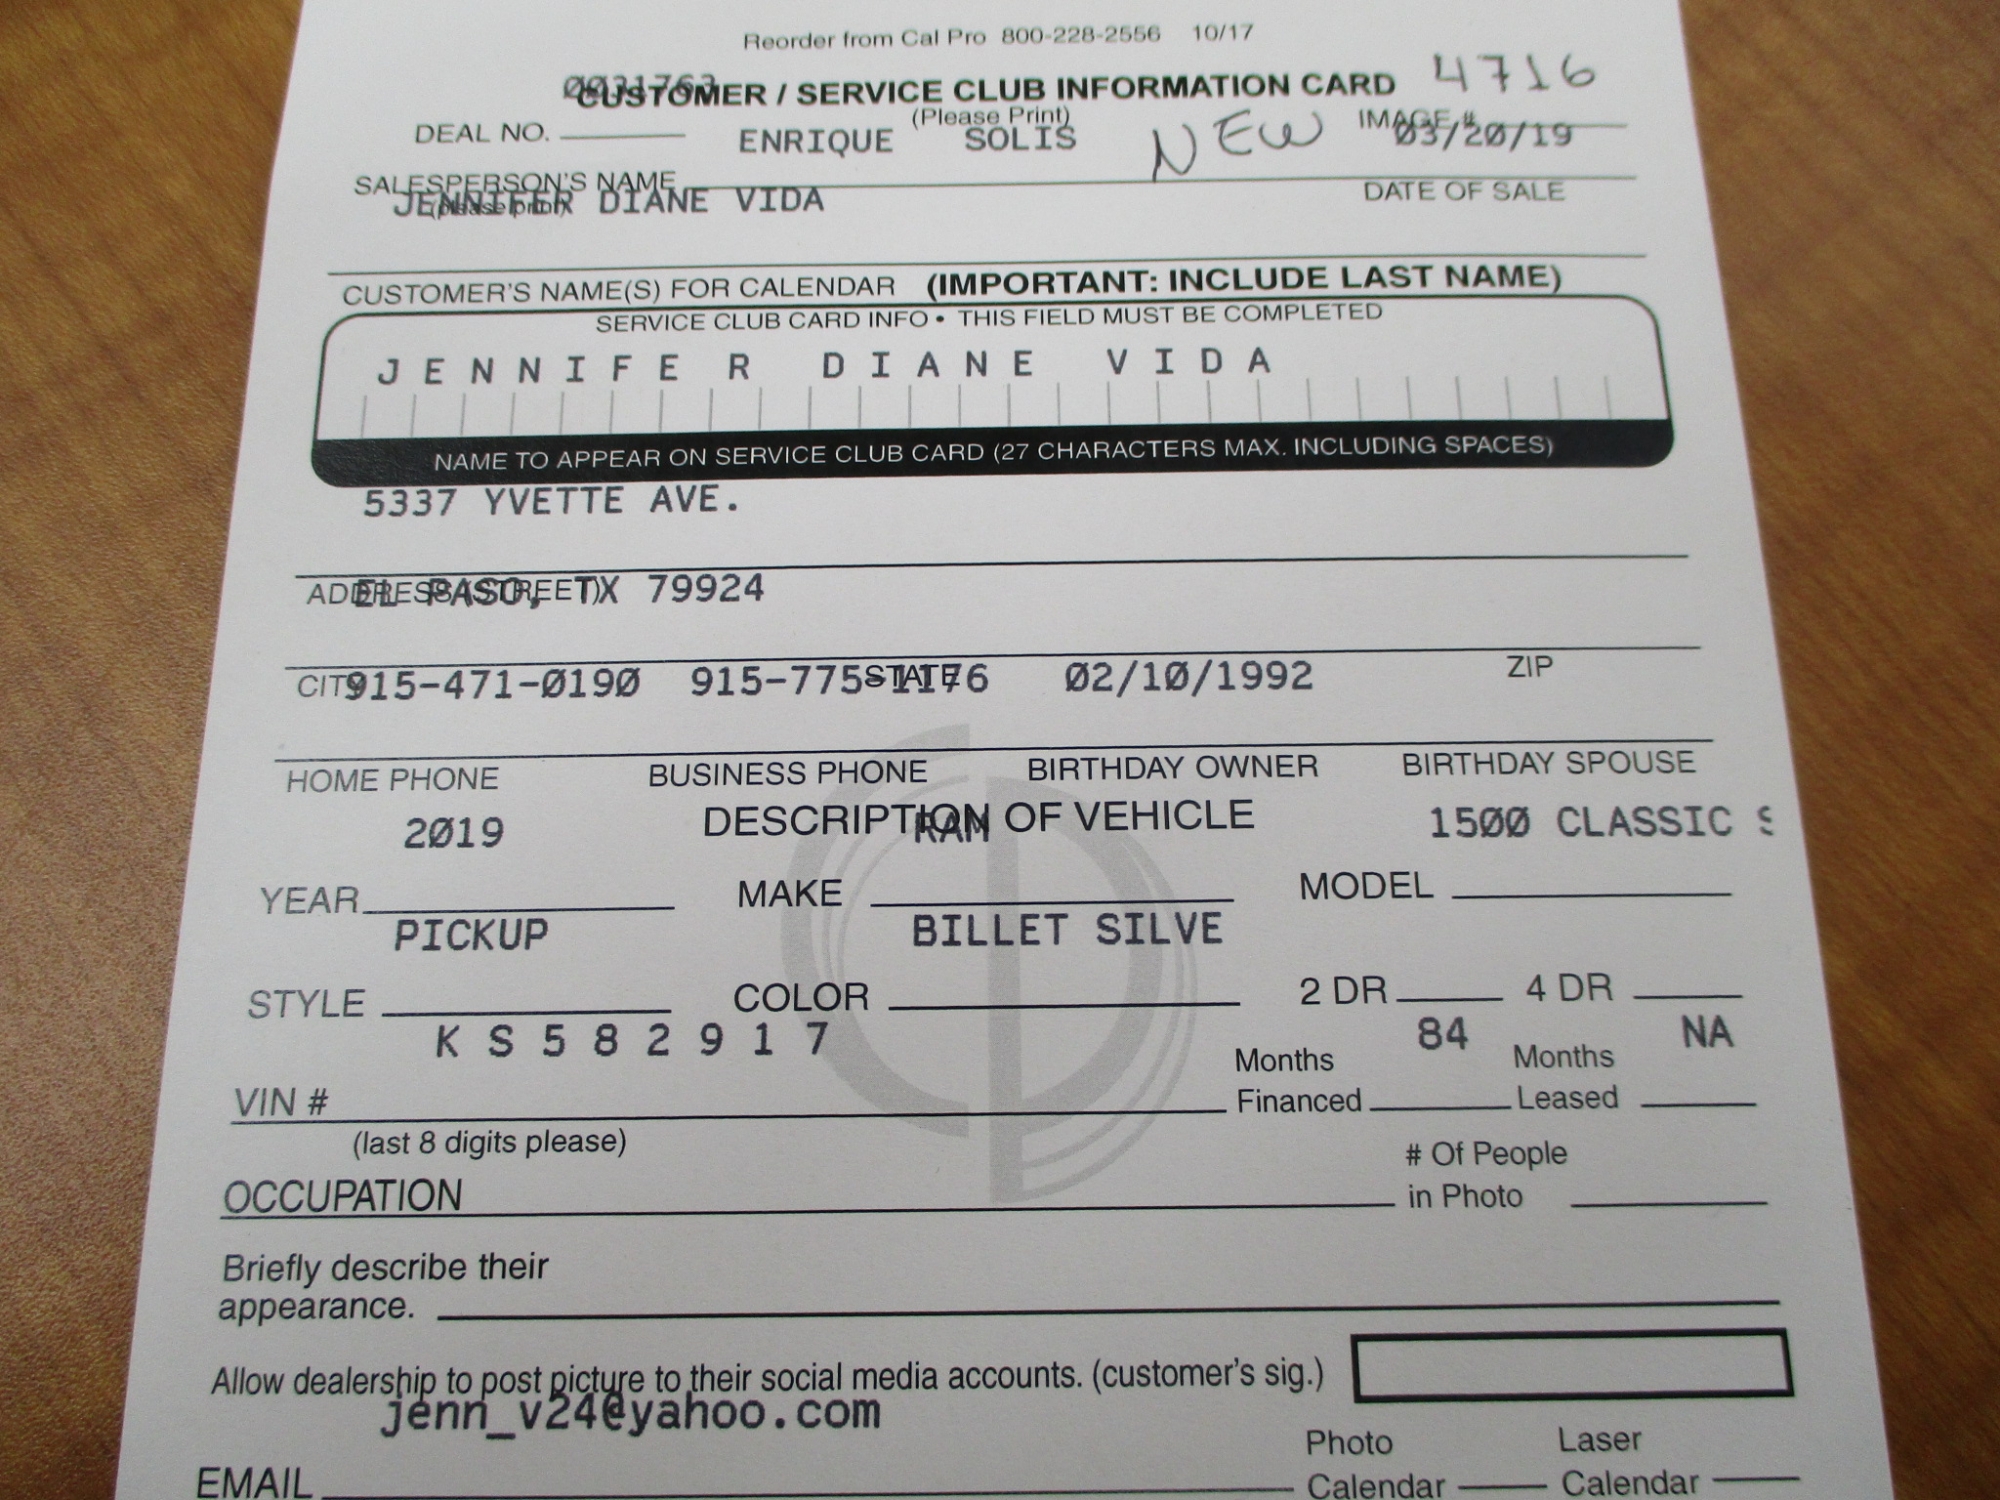 Reorder from Cal Pro 800-228-2556 10/17
0031763
CUSTOMER / SERVICE CLUB INFORMATION CARD 4716
(Please Print)
DEAL NO. ENRIQUE SOLIS NEW IMAGE # 03/20/19
SALESPERSON'S NAME DATE OF SALE
(please print)
JENNIFER DIANE VIDA
CUSTOMER'S NAME(S) FOR CALENDAR (IMPORTANT: INCLUDE LAST NAME)
SERVICE CLUB CARD INFO • THIS FIELD MUST BE COMPLETED
JENNIFER DIANE VIDA
NAME TO APPEAR ON SERVICE CLUB CARD (27 CHARACTERS MAX. INCLUDING SPACES)
5337 YVETTE AVE.
ADDRESS (STREET)
EL PASO, TX 79924
CITY STATE ZIP
915-471-0190 915-775-1176 02/10/1992
HOME PHONE BUSINESS PHONE BIRTHDAY OWNER BIRTHDAY SPOUSE
DESCRIPTION OF VEHICLE
2019 RAM 1500 CLASSIC S
YEAR MAKE MODEL
PICKUP BILLET SILVE
STYLE COLOR 2 DR 4 DR
KS582917 84 NA
VIN # Months Financed Months Leased
(last 8 digits please)
OCCUPATION # Of People in Photo
Briefly describe their
appearance.
Allow dealership to post picture to their social media accounts. (customer's sig.)
jenn_v24@yahoo.com
EMAIL Photo Calendar Laser Calendar